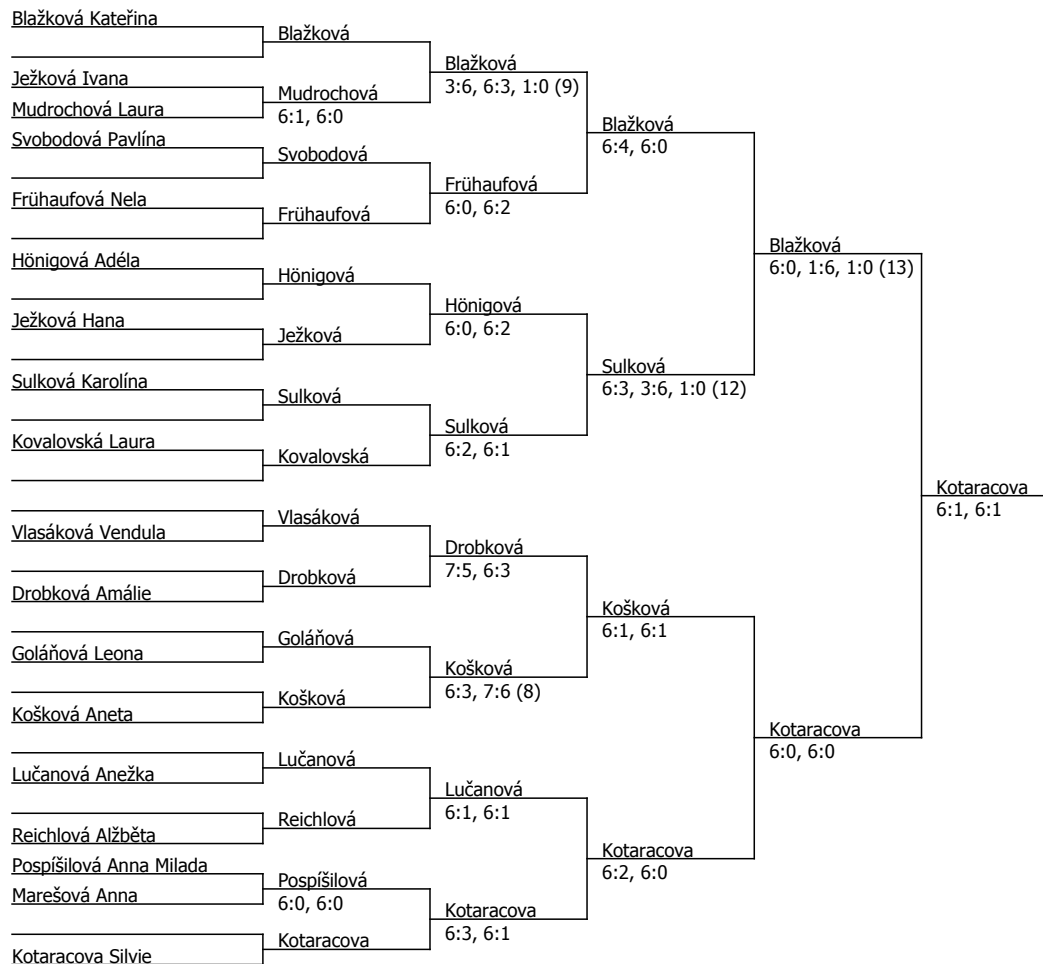 Blažková Kateřina
Ježková Ivana
Mudrochová Laura
Svobodová Pavlína
Frühaufová Nela
Hönigová Adéla
Ježková Hana
Sulková Karolína
Kovalovská Laura
Vlasáková Vendula
Drobková Amálie
Goláňová Leona
Košková Aneta
Lučanová Anežka
Reichlová Alžběta
Pospíšilová Anna Milada
Marešová Anna
Kotaracova Silvie
Blažková
Mudrochová
6:1, 6:0
Svobodová
Frühaufová
Hönigová
Ježková
Sulková
Kovalovská
Vlasáková
Drobková
Goláňová
Košková
Lučanová
Reichlová
Pospíšilová
6:0, 6:0
Kotaracova
Blažková
3:6, 6:3, 1:0 (9)
Frühaufová
6:0, 6:2
Hönigová
6:0, 6:2
Sulková
6:2, 6:1
Drobková
7:5, 6:3
Košková
6:3, 7:6 (8)
Lučanová
6:1, 6:1
Kotaracova
6:3, 6:1
Blažková
6:4, 6:0
Sulková
6:3, 3:6, 1:0 (12)
Košková
6:1, 6:1
Kotaracova
6:2, 6:0
Blažková
6:0, 1:6, 1:0 (13)
Kotaracova
6:0, 6:0
Kotaracova
6:1, 6:1